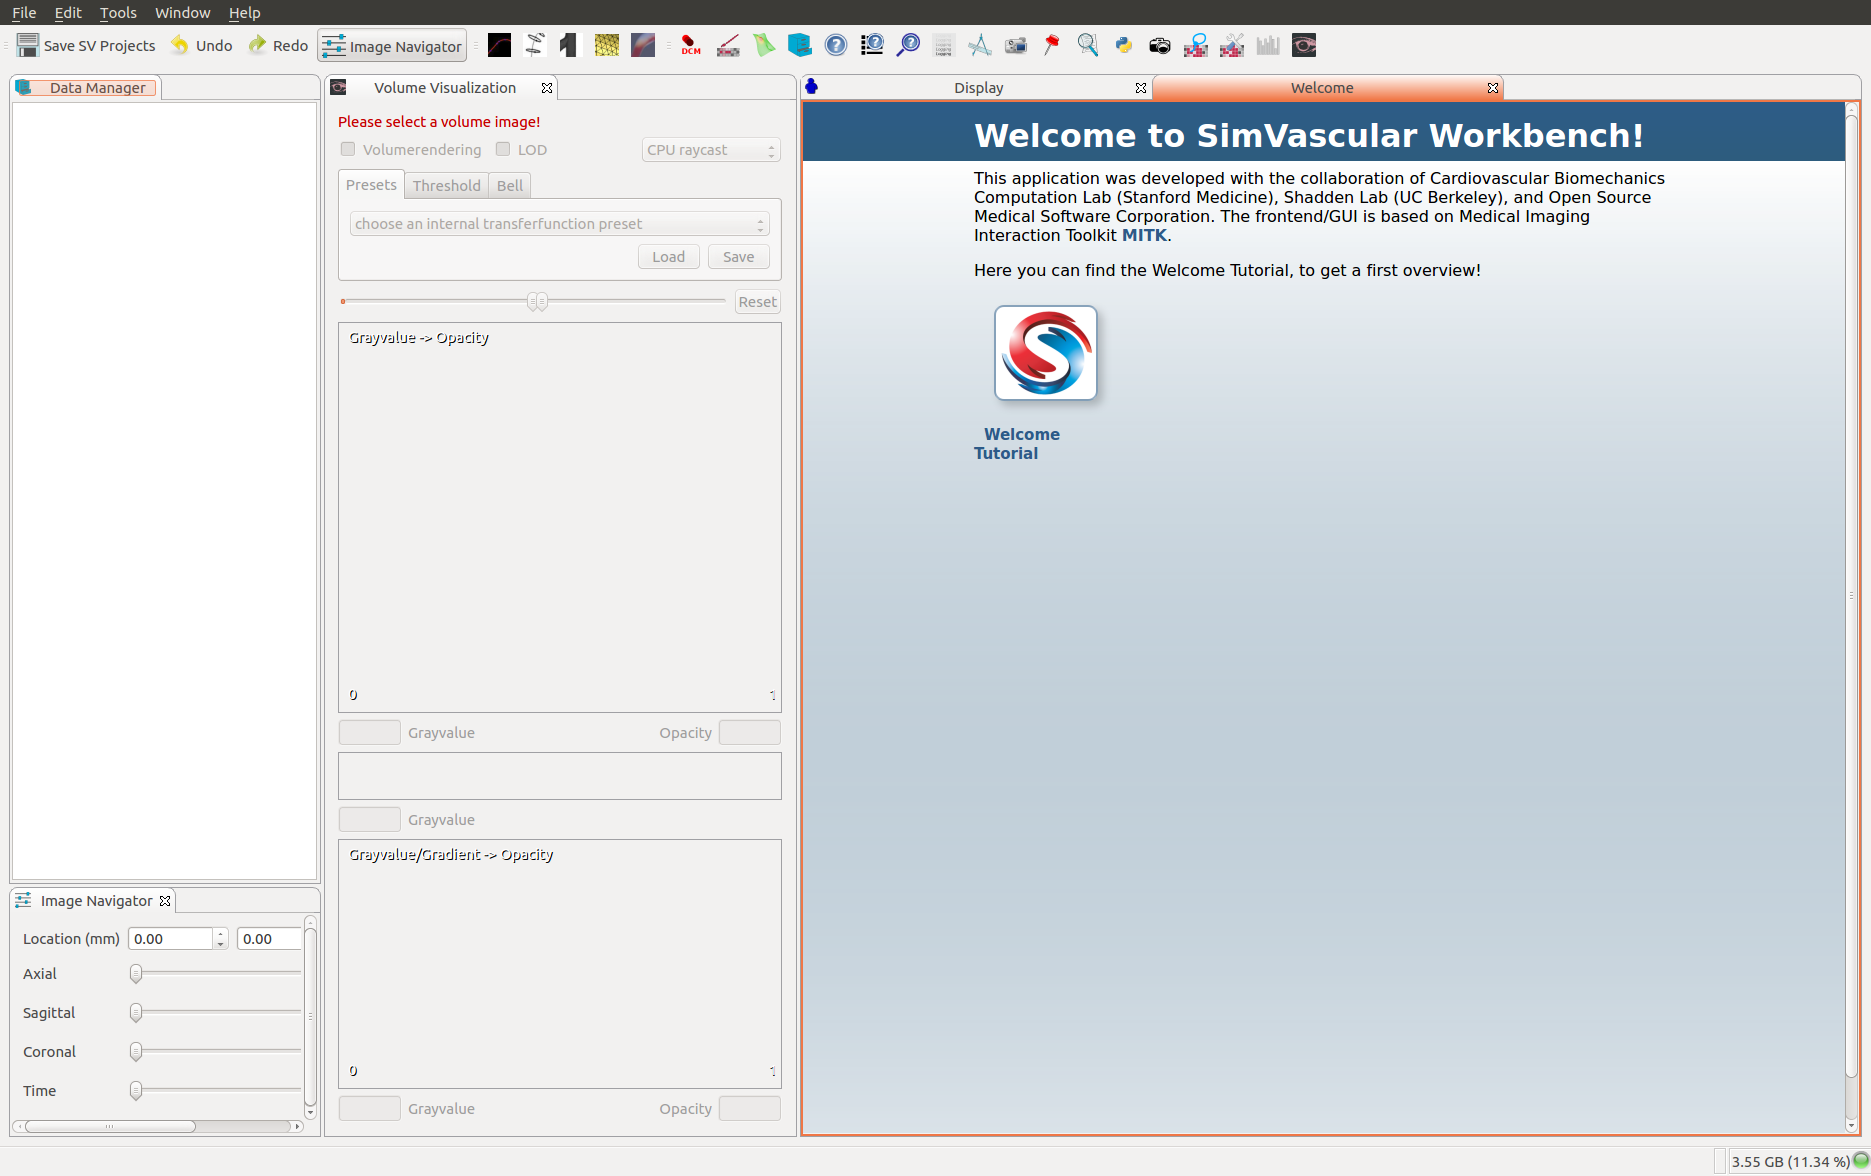 File Edit Tools Window Help
Save SV Projects Undo Redo Image Navigator DCM
Data Manager
Volume Visualization
Please select a volume image!
Volumerendering LOD CPU raycast
Presets Threshold Bell
choose an internal transferfunction preset
Load Save
Reset
Grayvalue -> Opacity
0 1
Grayvalue Opacity
Grayvalue
Grayvalue/Gradient -> Opacity
0 1
Grayvalue Opacity
Image Navigator
Location (mm) 0.00 0.00
Axial
Sagittal
Coronal
Time
Display Welcome
Welcome to SimVascular Workbench!
This application was developed with the collaboration of Cardiovascular Biomechanics
Computation Lab (Stanford Medicine), Shadden Lab (UC Berkeley), and Open Source
Medical Software Corporation. The frontend/GUI is based on Medical Imaging
Interaction Toolkit MITK.
Here you can find the Welcome Tutorial, to get a first overview!
Welcome
Tutorial
3.55 GB (11.34 %)